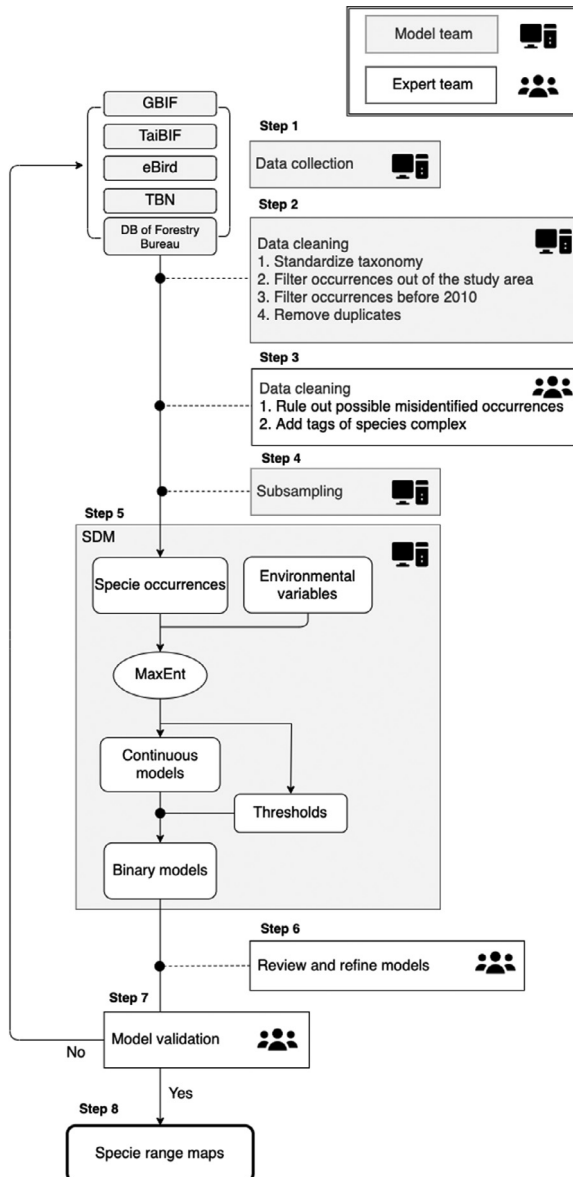 Model team
Expert team
GBIF
TaiBIF
eBird
TBN
DB of Forestry
Bureau
Step 1
Data collection
Step 2
Data cleaning
1. Standardize taxonomy
2. Filter occurrences out of the study area
3. Filter occurrences before 2010
4. Remove duplicates
Step 3
Data cleaning
1. Rule out possible misidentified occurrences
2. Add tags of species complex
Step 4
Subsampling
Step 5
SDM
Specie occurrences
Environmental
variables
MaxEnt
Continuous
models
Thresholds
Binary models
Step 6
Review and refine models
Step 7
Model validation
No
Yes
Step 8
Specie range maps